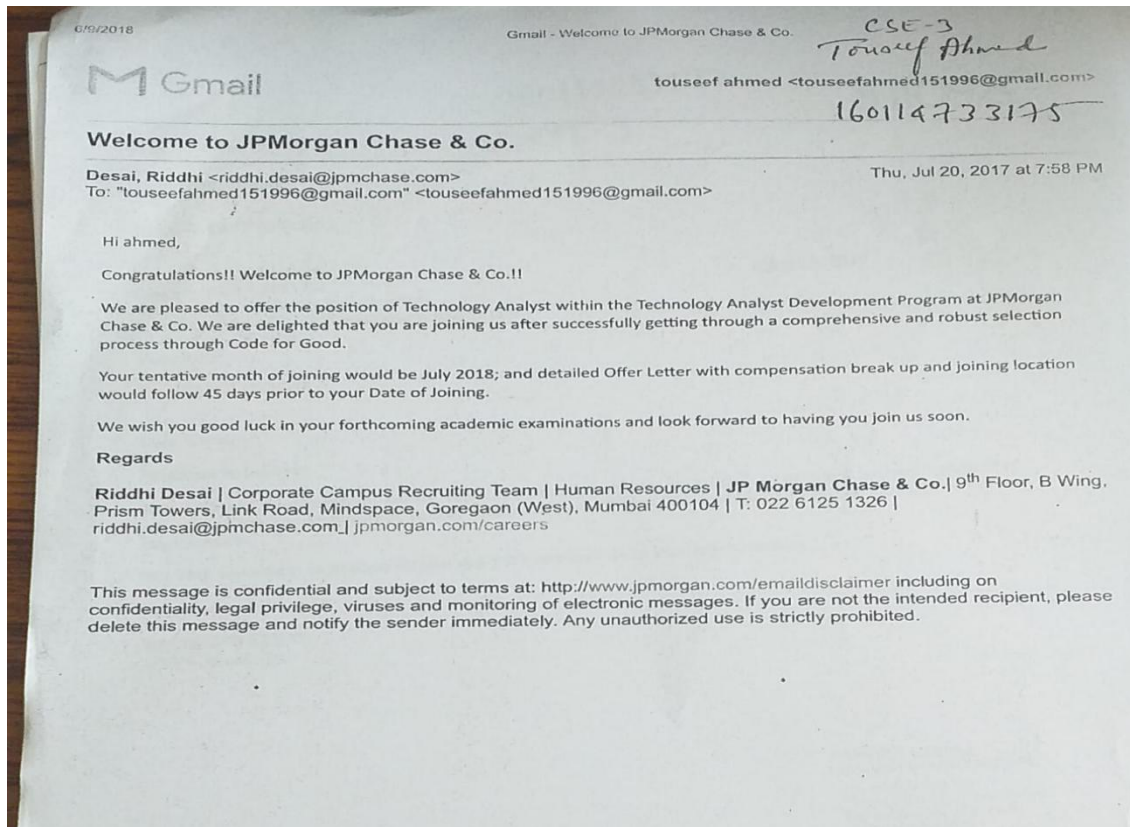 6/9/2018
Gmail - Welcome to JPMorgan Chase & Co.
CSE-3
Touseef Ahmed
Gmail
touseef ahmed <touseefahmed151996@gmail.com>
160114733175
Welcome to JPMorgan Chase & Co.
Desai, Riddhi <riddhi.desai@jpmchase.com>
Thu, Jul 20, 2017 at 7:58 PM
To: "touseefahmed151996@gmail.com" <touseefahmed151996@gmail.com>
Hi ahmed,
Congratulations!! Welcome to JPMorgan Chase & Co.!!
We are pleased to offer the position of Technology Analyst within the Technology Analyst Development Program at JPMorgan
Chase & Co. We are delighted that you are joining us after successfully getting through a comprehensive and robust selection
process through Code for Good.
Your tentative month of joining would be July 2018; and detailed Offer Letter with compensation break up and joining location
would follow 45 days prior to your Date of Joining.
We wish you good luck in your forthcoming academic examinations and look forward to having you join us soon.
Regards
Riddhi Desai | Corporate Campus Recruiting Team | Human Resources | JP Morgan Chase & Co.| 9th Floor, B Wing,
Prism Towers, Link Road, Mindspace, Goregaon (West), Mumbai 400104 | T: 022 6125 1326 |
riddhi.desai@jpmchase.com | jpmorgan.com/careers
This message is confidential and subject to terms at: http://www.jpmorgan.com/emaildisclaimer including on
confidentiality, legal privilege, viruses and monitoring of electronic messages. If you are not the intended recipient, please
delete this message and notify the sender immediately. Any unauthorized use is strictly prohibited.